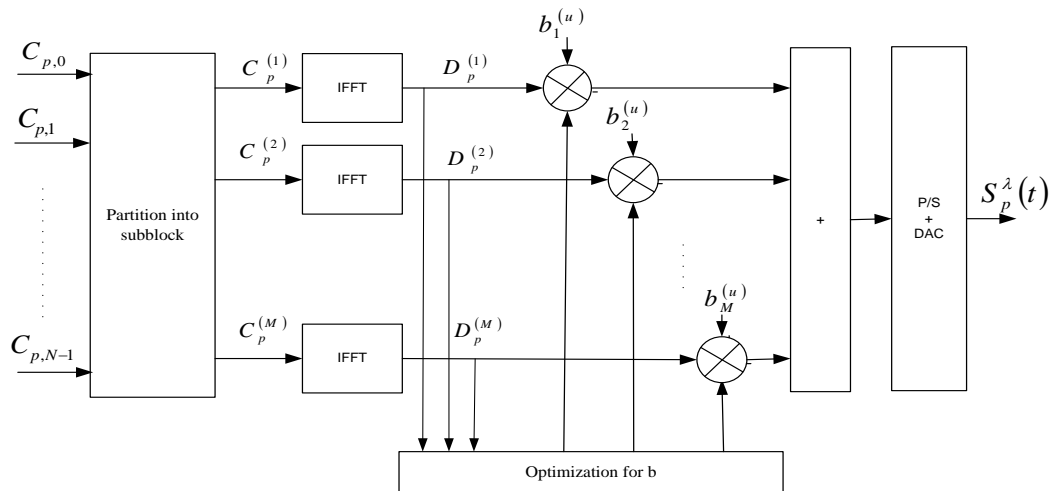 b_1^{(u)}
C_{p,0}
C_p^{(1)}
IFFT
D_p^{(1)}
C_{p,1}
b_2^{(u)}
C_p^{(2)}
IFFT
D_p^{(2)}
Partition into
subblock
+
P/S
+
DAC
S_p^λ(t)
b_M^{(u)}
C_{p,N-1}
C_p^{(M)}
IFFT
D_p^{(M)}
Optimization for b